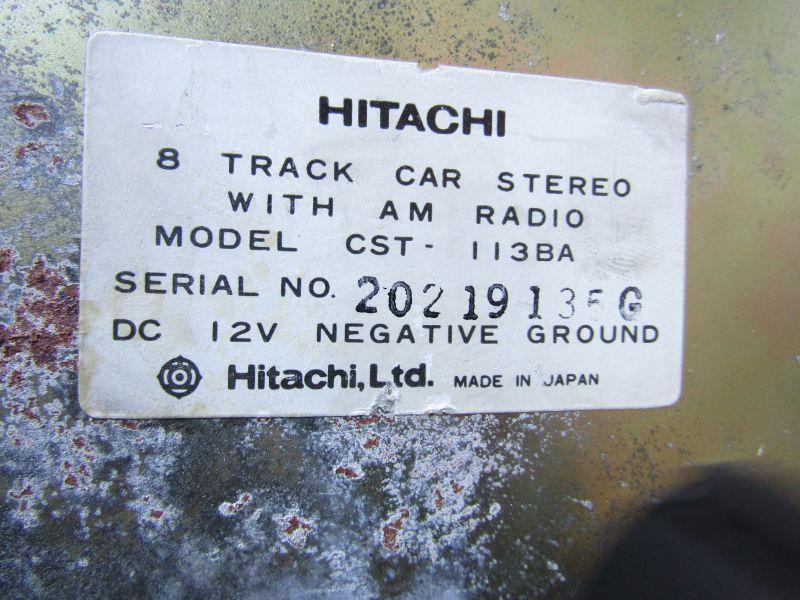 HITACHI
8 TRACK CAR STEREO
WITH AM RADIO
MODEL CST- 113BA
SERIAL NO. 20219135G
DC 12V NEGATIVE GROUND
Hitachi, Ltd. MADE IN JAPAN